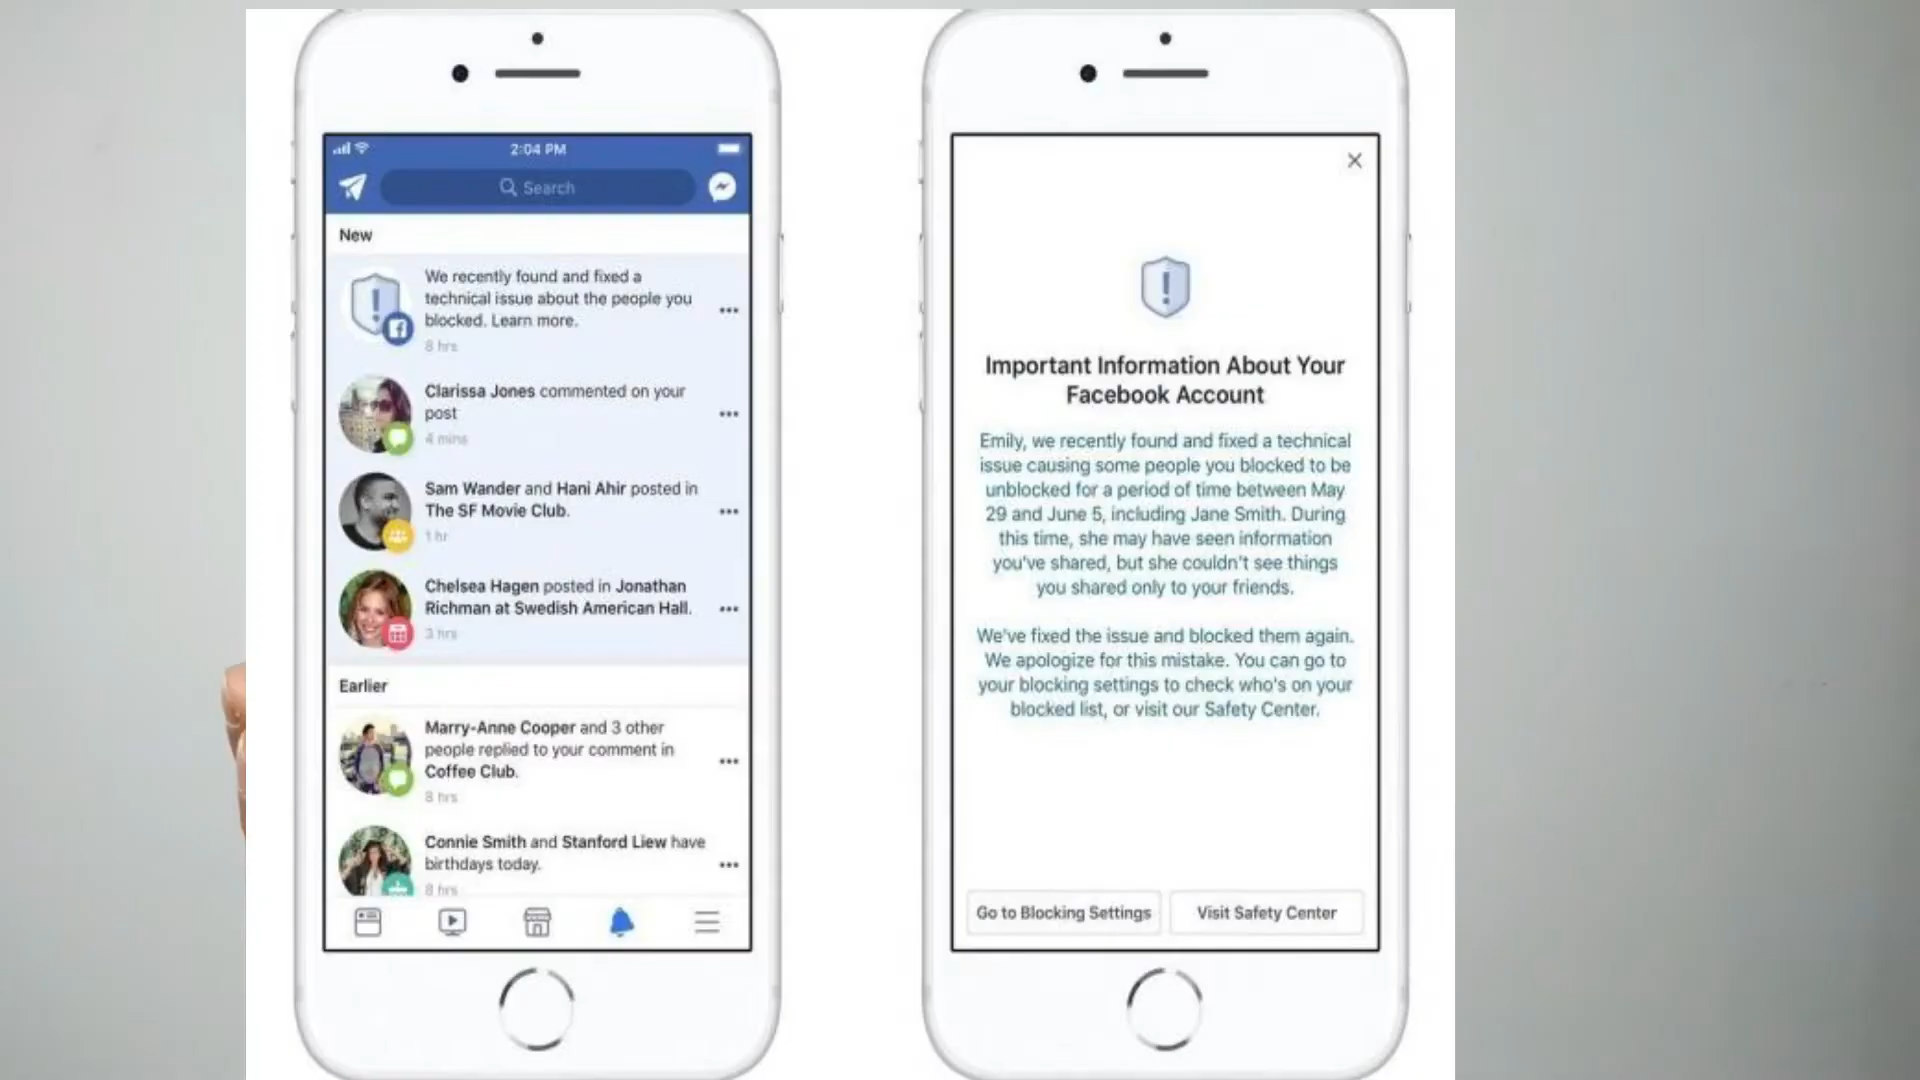 2:04 PM
Search
New
We recently found and fixed a
technical issue about the people you
blocked. Learn more.
8 hrs
Clarissa Jones commented on your
post
4 mins
Sam Wander and Hani Ahir posted in
The SF Movie Club.
1 hr
Chelsea Hagen posted in Jonathan
Richman at Swedish American Hall.
3 hrs
Earlier
Marry-Anne Cooper and 3 other
people replied to your comment in
Coffee Club.
8 hrs
Connie Smith and Stanford Liew have
birthdays today.
8 hrs
Important Information About Your
Facebook Account
Emily, we recently found and fixed a technical
issue causing some people you blocked to be
unblocked for a period of time between May
29 and June 5, including Jane Smith. During
this time, she may have seen information
you've shared, but she couldn't see things
you shared only to your friends.
We've fixed the issue and blocked them again.
We apologize for this mistake. You can go to
your blocking settings to check who's on your
blocked list, or visit our Safety Center.
Go to Blocking Settings
Visit Safety Center